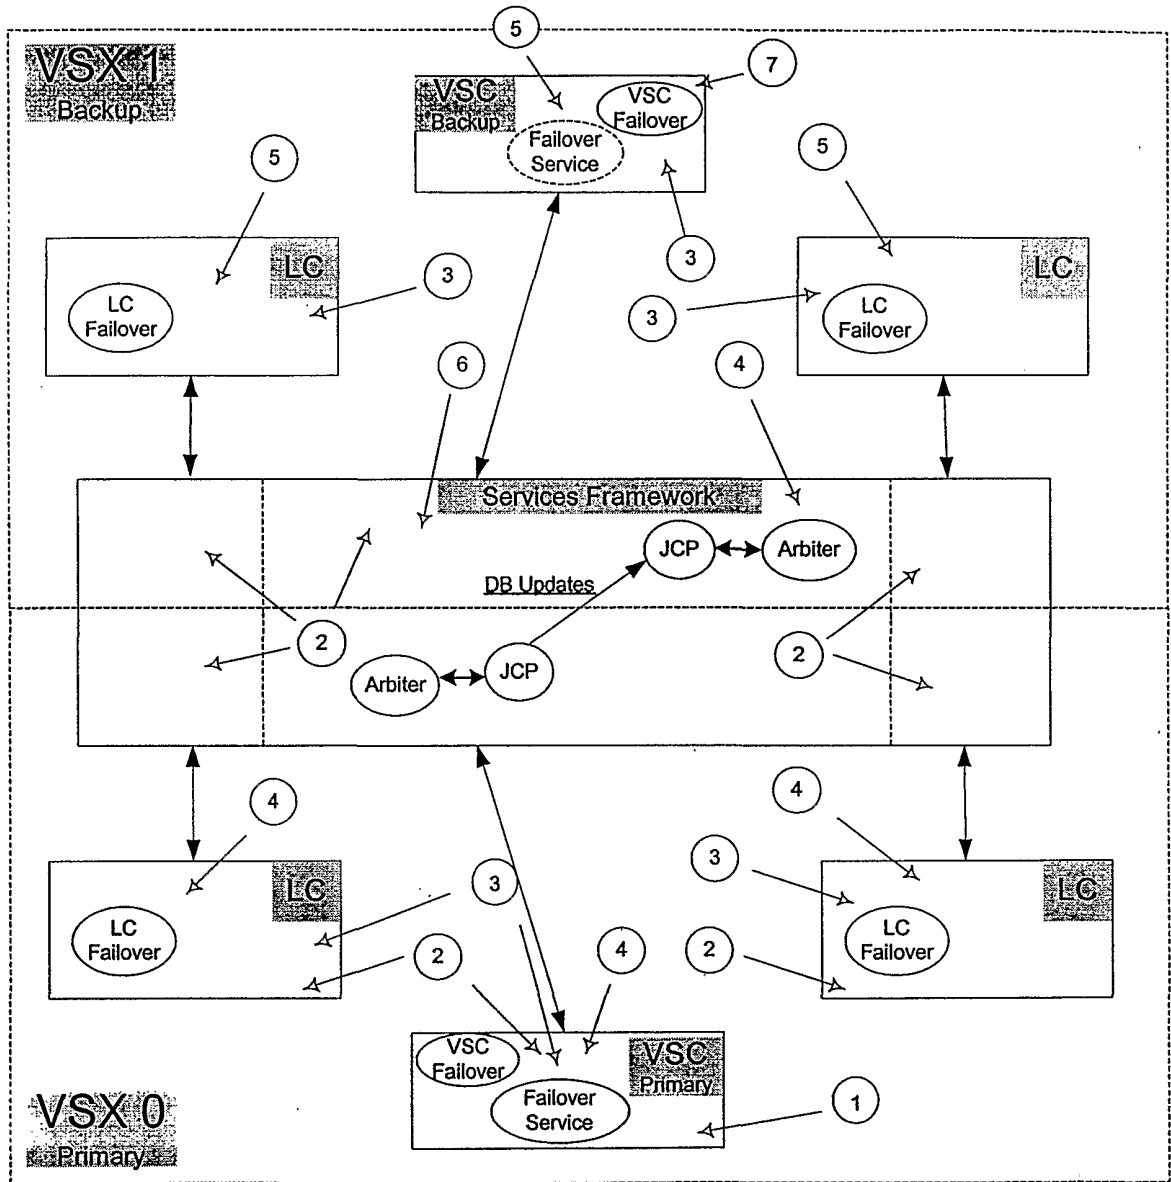 5
VSX 1
Backup
7
VSC
Backup
VSC
Failover
Failover
Service
5
5
3
LC
3
LC
LC
Failover
3
LC
Failover
6
4
Services Framework
JCP
Arbiter
DB Updates
2
2
Arbiter
JCP
4
4
3
3
LC
LC
LC
Failover
LC
Failover
2
4
2
VSC
Failover
VSC
Primary
Failover
Service
1
VSX 0
Primary